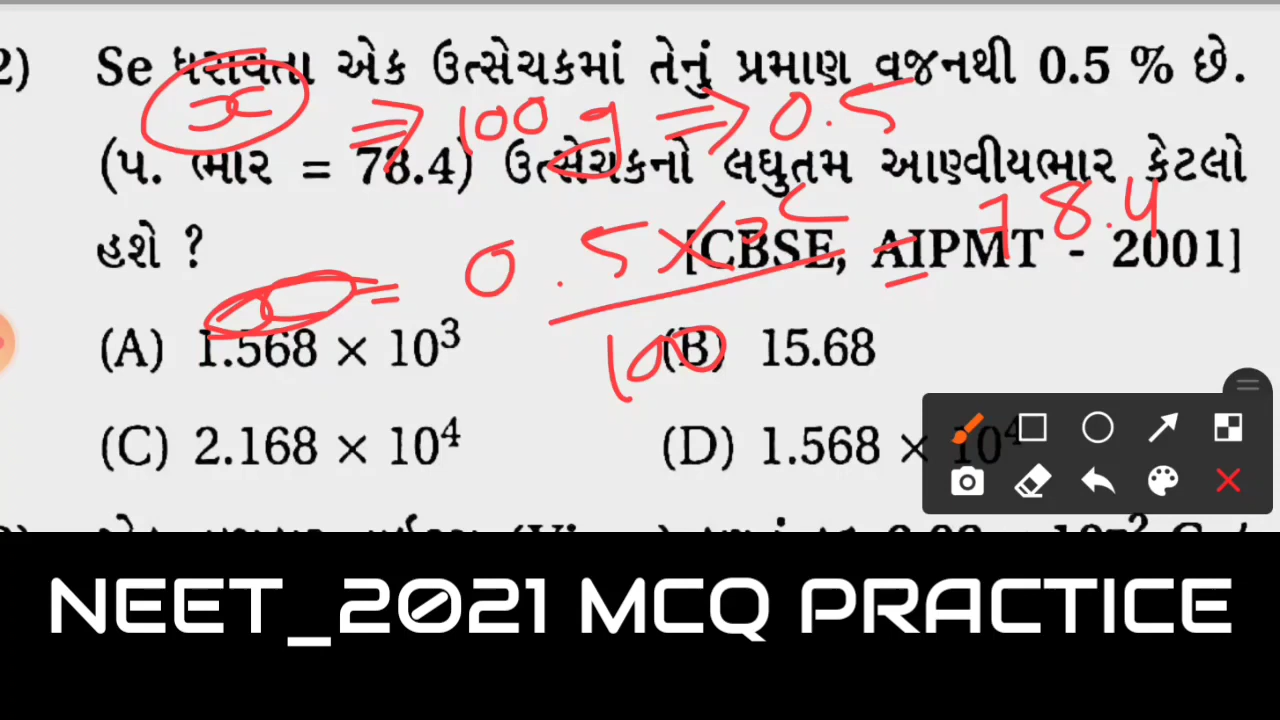 2) Se ધરાવતા એક ઉત્સેચકમાં તેનું પ્રમાણ વજનથી 0.5 % છે.
x ⇒ 100 g ⇒ 0.5
(પ. ભાર = 78.4) ઉત્સેચકનો લઘુતમ આણ્વીયભાર કેટલો
હશે ? [CBSE, AIPMT - 2001]
= 0.5 × x / 100 = 78.4
(A) 1.568 × 10³ (B) 15.68
(C) 2.168 × 10⁴ (D) 1.568 × 10⁴
NEET_2021 MCQ PRACTICE